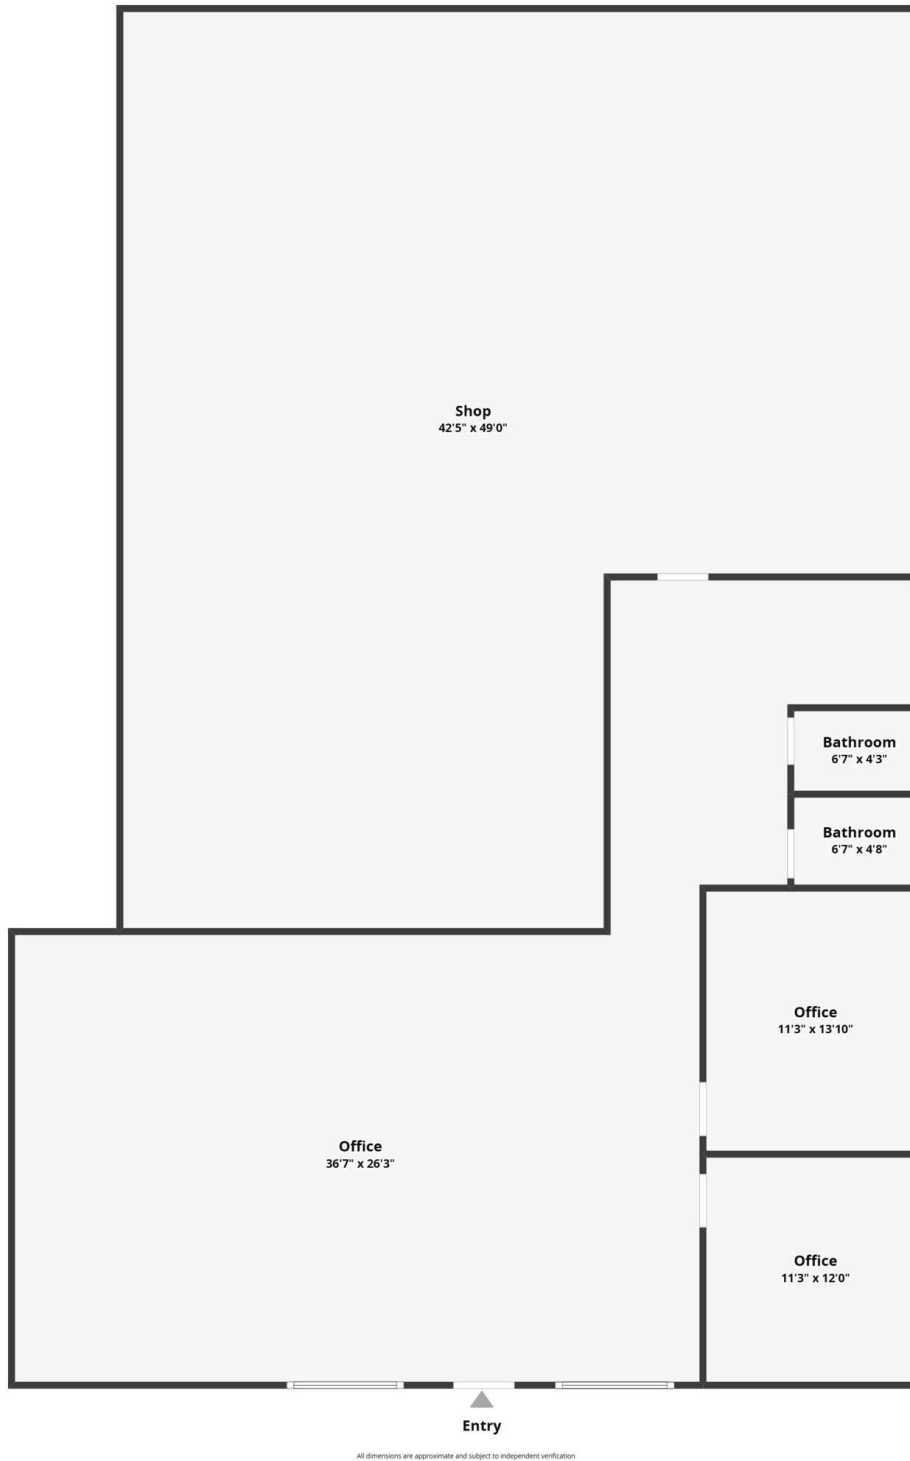 Shop
42'5" x 49'0"
Bathroom
6'7" x 4'3"
Bathroom
6'7" x 4'8"
Office
11'3" x 13'10"
Office
36'7" x 26'3"
Office
11'3" x 12'0"
Entry
All dimensions are approximate and subject to independent verification